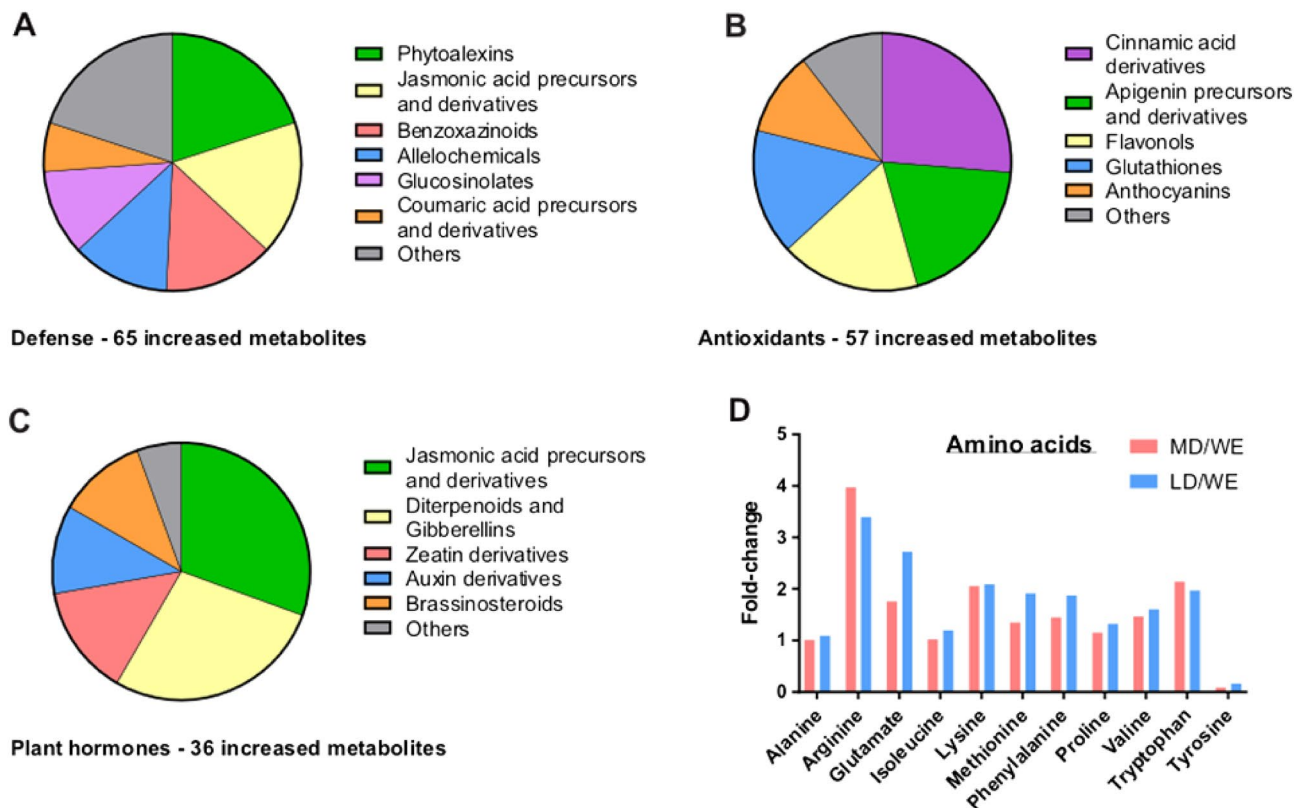 A
Phytoalexins
Jasmonic acid precursors
and derivatives
Benzoxazinoids
Allelochemicals
Glucosinolates
Coumaric acid precursors
and derivatives
Others
Defense - 65 increased metabolites
B
Cinnamic acid
derivatives
Apigenin precursors
and derivatives
Flavonols
Glutathiones
Anthocyanins
Others
Antioxidants - 57 increased metabolites
C
Jasmonic acid precursors
and derivatives
Diterpenoids and
Gibberellins
Zeatin derivatives
Auxin derivatives
Brassinosteroids
Others
Plant hormones - 36 increased metabolites
D
Amino acids
MD/WE
LD/WE
Fold-change
5
4
3
2
1
0
Alanine
Arginine
Glutamate
Isoleucine
Lysine
Methionine
Phenylalanine
Proline
Valine
Tryptophan
Tyrosine